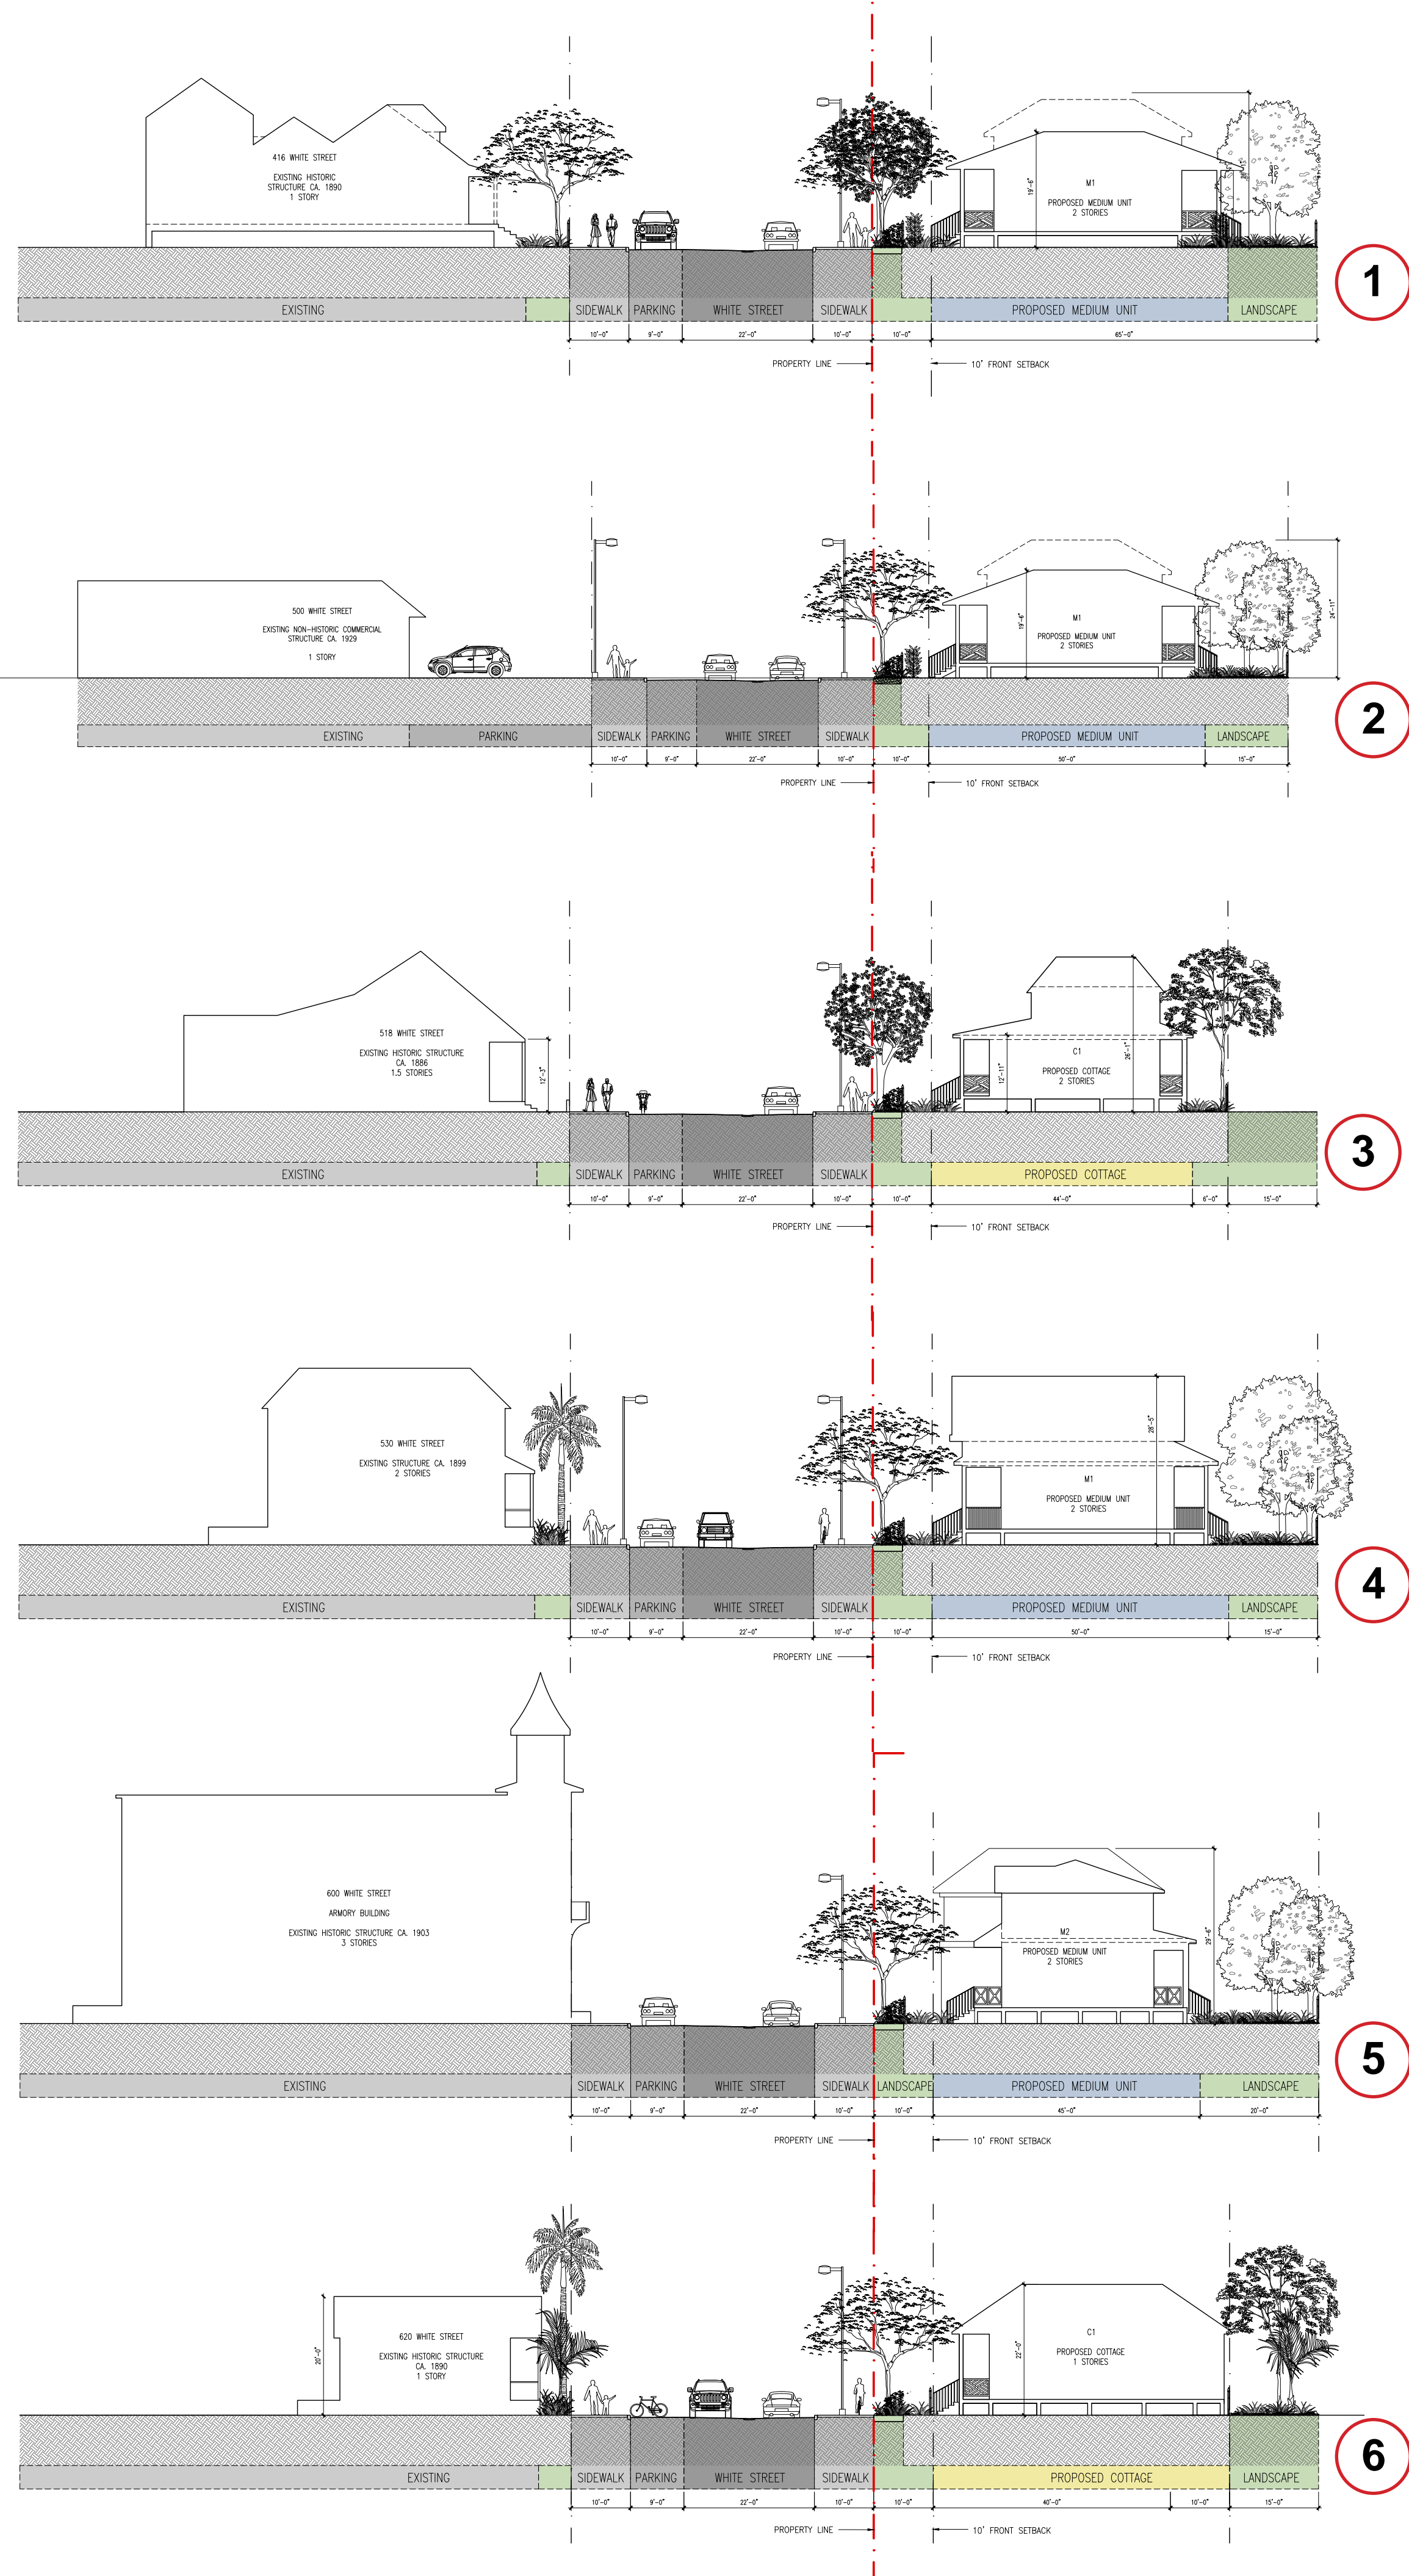 416 WHITE STREET
EXISTING HISTORIC
STRUCTURE CA. 1890
1 STORY
19'-6"
M1
PROPOSED MEDIUM UNIT
2 STORIES
EXISTING
SIDEWALK
PARKING
WHITE STREET
SIDEWALK
PROPOSED MEDIUM UNIT
LANDSCAPE
10'-0"
9'-0"
22'-0"
10'-0"
10'-0"
65'-0"
PROPERTY LINE
10' FRONT SETBACK
1
500 WHITE STREET
EXISTING NON-HISTORIC COMMERCIAL
STRUCTURE CA. 1929
1 STORY
19'-6"
M1
PROPOSED MEDIUM UNIT
2 STORIES
24'-11"
EXISTING
PARKING
SIDEWALK
PARKING
WHITE STREET
SIDEWALK
PROPOSED MEDIUM UNIT
LANDSCAPE
10'-0"
9'-0"
22'-0"
10'-0"
10'-0"
50'-0"
15'-0"
PROPERTY LINE
10' FRONT SETBACK
2
518 WHITE STREET
EXISTING HISTORIC STRUCTURE
CA. 1886
1.5 STORIES
12'-3"
12'-11"
C1
PROPOSED COTTAGE
2 STORIES
26'-1"
EXISTING
SIDEWALK
PARKING
WHITE STREET
SIDEWALK
PROPOSED COTTAGE
10'-0"
9'-0"
22'-0"
10'-0"
10'-0"
44'-0"
6'-0"
15'-0"
PROPERTY LINE
10' FRONT SETBACK
3
530 WHITE STREET
EXISTING STRUCTURE CA. 1899
2 STORIES
M1
PROPOSED MEDIUM UNIT
2 STORIES
28'-5"
EXISTING
SIDEWALK
PARKING
WHITE STREET
SIDEWALK
PROPOSED MEDIUM UNIT
LANDSCAPE
10'-0"
9'-0"
22'-0"
10'-0"
10'-0"
50'-0"
15'-0"
PROPERTY LINE
10' FRONT SETBACK
4
600 WHITE STREET
ARMORY BUILDING
EXISTING HISTORIC STRUCTURE CA. 1903
3 STORIES
M2
PROPOSED MEDIUM UNIT
2 STORIES
29'-6"
EXISTING
SIDEWALK
PARKING
WHITE STREET
SIDEWALK
LANDSCAPE
PROPOSED MEDIUM UNIT
LANDSCAPE
10'-0"
9'-0"
22'-0"
10'-0"
10'-0"
45'-0"
20'-0"
PROPERTY LINE
10' FRONT SETBACK
5
20'-0"
620 WHITE STREET
EXISTING HISTORIC STRUCTURE
CA. 1890
1 STORY
22'-0"
C1
PROPOSED COTTAGE
1 STORIES
EXISTING
SIDEWALK
PARKING
WHITE STREET
SIDEWALK
PROPOSED COTTAGE
LANDSCAPE
10'-0"
9'-0"
22'-0"
10'-0"
10'-0"
40'-0"
10'-0"
15'-0"
PROPERTY LINE
10' FRONT SETBACK
6